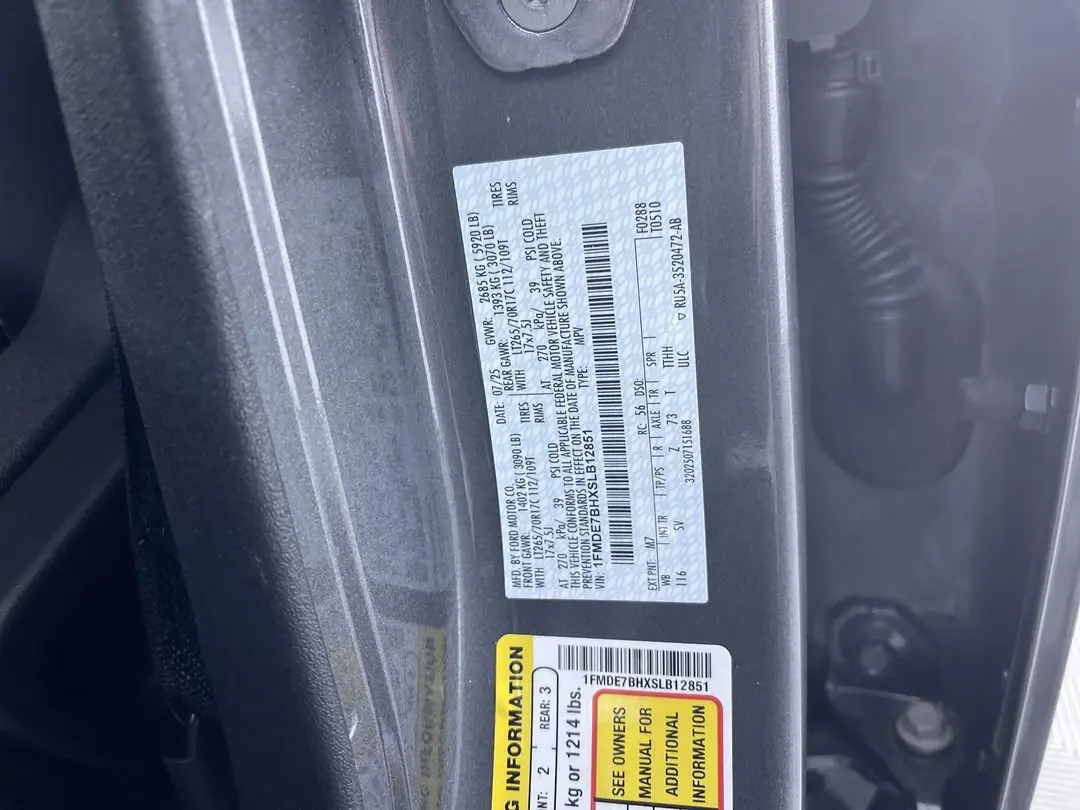 MFD. BY FORD MOTOR CO.
DATE: 07/25 GVWR: 2685 KG ( 5920 LB)
FRONT GAWR: 1402 KG ( 3090 LB)
REAR GAWR: 1393 KG ( 3070 LB)
WITH LT265/70R17C 112/109T TIRES
WITH LT265/70R17C 112/109T TIRES
17x7.5J RIMS
17x7.5J RIMS
AT 270 kPa/ 39 PSI COLD
AT 270 kPa/ 39 PSI COLD
THIS VEHICLE CONFORMS TO ALL APPLICABLE FEDERAL MOTOR VEHICLE SAFETY AND THEFT
PREVENTION STANDARDS IN EFFECT ON THE DATE OF MANUFACTURE SHOWN ABOVE.
VIN: 1FMDE7BHXSLB12851
TYPE: MPV
EXT PNT: M7 RC: 56 DSO: F0288
WB INT TR TP/PS R AXLE TR SPR T0510
116 SV Z 73 T TTHH
ULC
3202507151688
▽ RU5A-3520472-AB
G INFORMATION
NT: 2 REAR: 3
kg or 1214 lbs.
1FMDE7BHXSLB12851
SEE OWNERS
MANUAL FOR
ADDITIONAL
INFORMATION